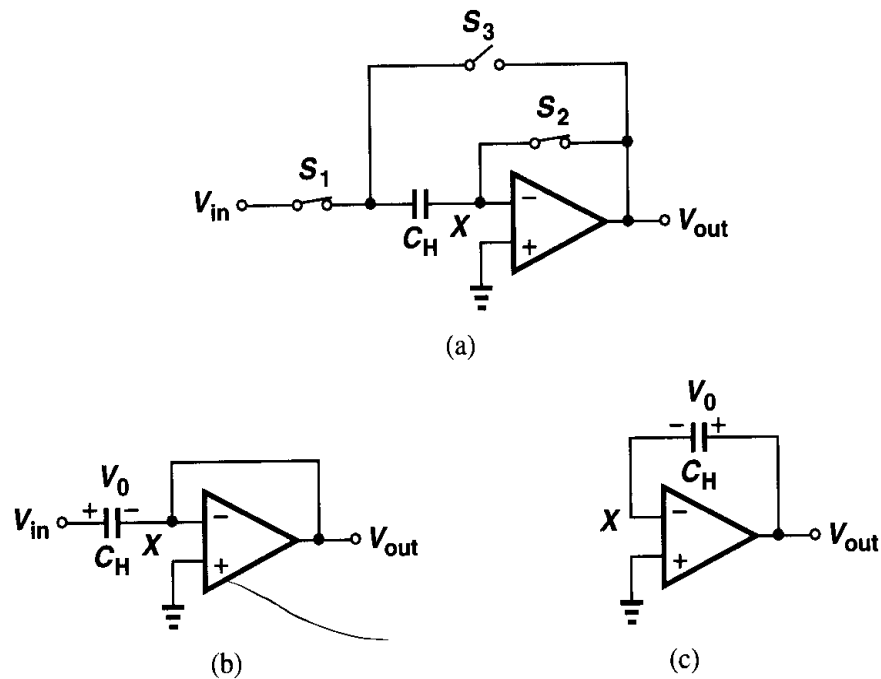 S3
S2
S1
Vin
CH
X
−
+
Vout
(a)
V0
+ −
Vin
CH
X
−
+
Vout
(b)
V0
− +
CH
X
−
+
Vout
(c)